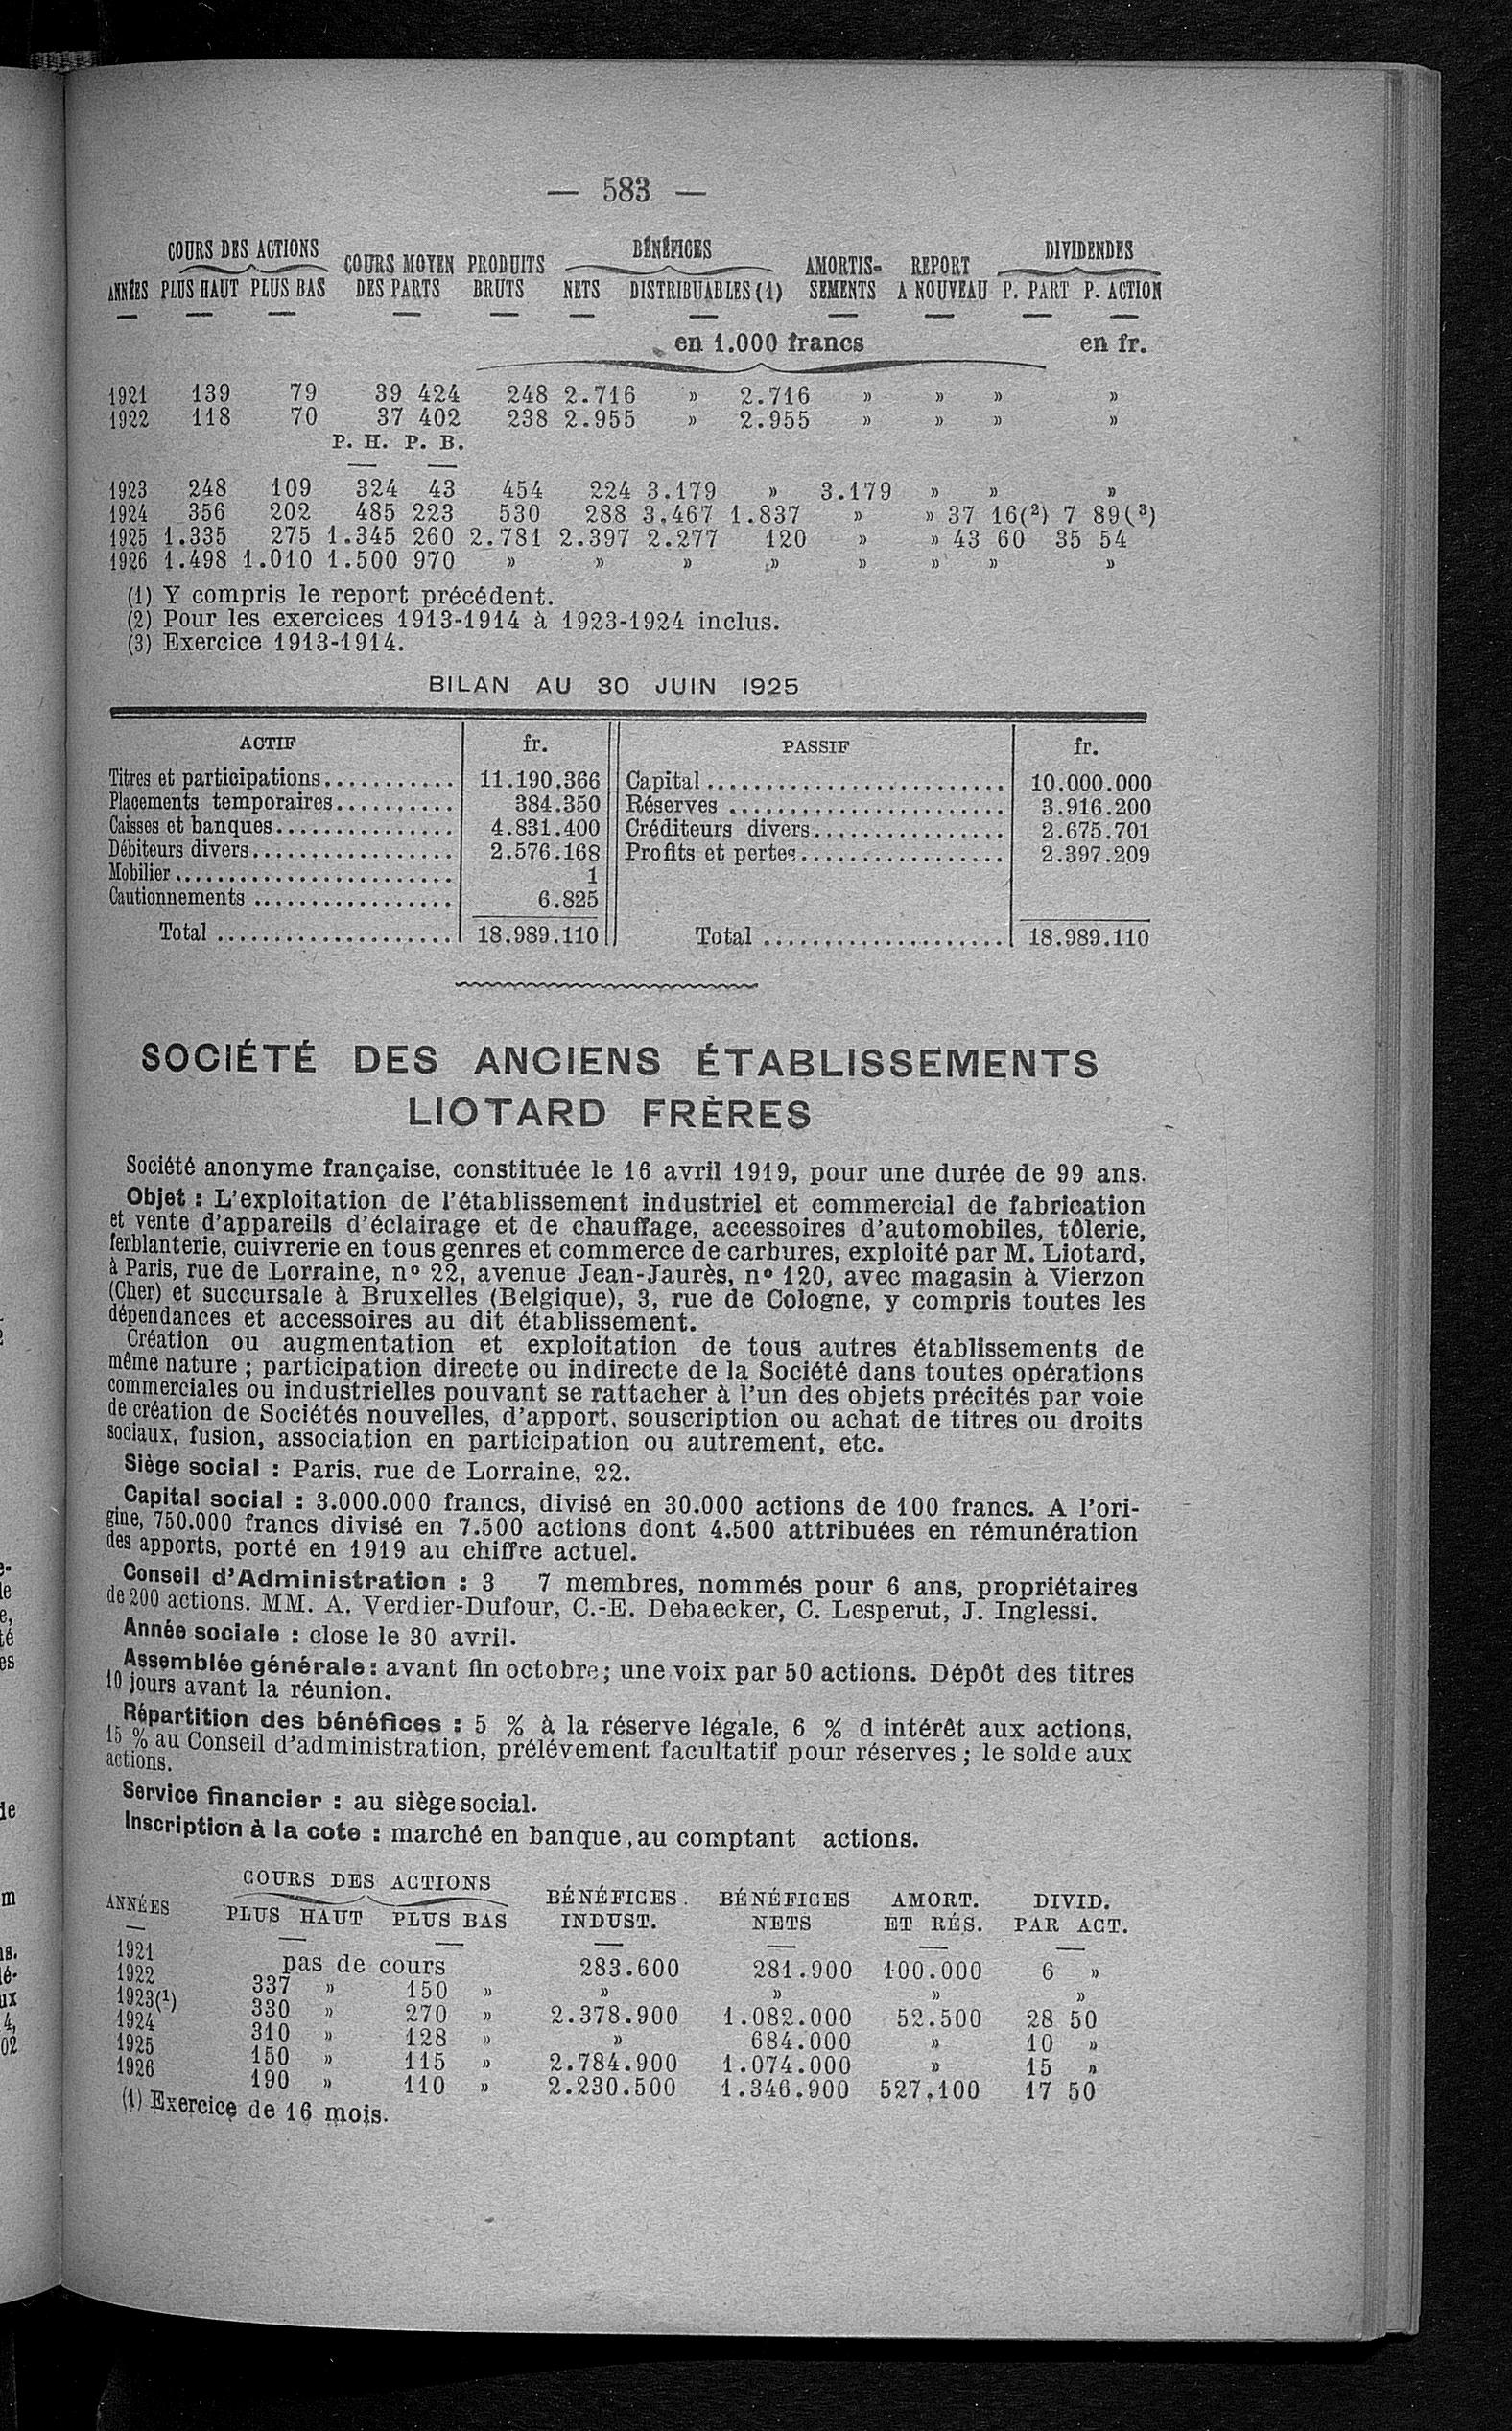 — 583 —
COURS DES ACTIONS BÉNÉFICES DIVIDENDES
COURS MOYEN PRODUITS AMORTIS- REPORT
ANNÉES PLUS HAUT PLUS BAS DES PARTS BRUTS NETS DISTRIBUABLES (1) SEMENTS A NOUVEAU P. PART P. ACTION
en 1.000 francs en fr.
1921 139 79 39 424 248 2.716 » 2.716 » » » »
1922 118 70 37 402 238 2.955 » 2.955 » » » »
P. H. P. B.
1923 248 109 324 43 454 224 3.179 » 3.179 » » »
1924 356 202 485 223 530 288 3.467 1.837 » » 37 16(2) 7 89(3)
1925 1.335 275 1.345 260 2.781 2.397 2.277 120 » » 43 60 35 54
1926 1.498 1.010 1.500 970 » » » » » » » »
(1) Y compris le report précédent.
(2) Pour les exercices 1913-1914 à 1923-1924 inclus.
(3) Exercice 1913-1914.
BILAN AU 30 JUIN 1925
ACTIF fr. PASSIF fr.
Titres et participations........... 11.190.366 Capital.......................... 10.000.000
Placements temporaires.......... 384.350 Réserves ........................ 3.916.200
Caisses et banques................ 4.831.400 Créditeurs divers................. 2.675.701
Débiteurs divers.................. 2.576.168 Profits et pertes.................. 2.397.209
Mobilier......................... 1
Cautionnements .................. 6.825
Total ..................... 18.989.110 Total ..................... 18.989.110
SOCIÉTÉ DES ANCIENS ÉTABLISSEMENTS
LIOTARD FRÈRES
Société anonyme française, constituée le 16 avril 1919, pour une durée de 99 ans.
Objet : L'exploitation de l'établissement industriel et commercial de fabrication
et vente d'appareils d'éclairage et de chauffage, accessoires d'automobiles, tôlerie,
ferblanterie, cuivrerie en tous genres et commerce de carbures, exploité par M. Liotard,
à Paris, rue de Lorraine, nº 22, avenue Jean-Jaurès, nº 120, avec magasin à Vierzon
(Cher) et succursale à Bruxelles (Belgique), 3, rue de Cologne, y compris toutes les
dépendances et accessoires au dit établissement.
Création ou augmentation et exploitation de tous autres établissements de
même nature ; participation directe ou indirecte de la Société dans toutes opérations
commerciales ou industrielles pouvant se rattacher à l'un des objets précités par voie
de création de Sociétés nouvelles, d'apport, souscription ou achat de titres ou droits
sociaux, fusion, association en participation ou autrement, etc.
Siège social : Paris, rue de Lorraine, 22.
Capital social : 3.000.000 francs, divisé en 30.000 actions de 100 francs. A l'ori-
gine, 750.000 francs divisé en 7.500 actions dont 4.500 attribuées en rémunération
des apports, porté en 1919 au chiffre actuel.
Conseil d'Administration : 3 7 membres, nommés pour 6 ans, propriétaires
de 200 actions. MM. A. Verdier-Dufour, C.-E. Debaecker, C. Lesperut, J. Inglessi.
Année sociale : close le 30 avril.
Assemblée générale : avant fin octobre ; une voix par 50 actions. Dépôt des titres
10 jours avant la réunion.
Répartition des bénéfices : 5 % à la réserve légale, 6 % d intérêt aux actions,
15 % au Conseil d'administration, prélévement facultatif pour réserves ; le solde aux
actions.
Service financier : au siège social.
Inscription à la cote : marché en banque, au comptant actions.
COURS DES ACTIONS BÉNÉFICES BÉNÉFICES AMORT. DIVID.
ANNÉES PLUS HAUT PLUS BAS INDUST. NETS ET RÉS. PAR ACT.
1921 pas de cours 283.600 281.900 100.000 6 »
1922 337 » 150 » » » » »
1923(1) 330 » 270 » 2.378.900 1.082.000 52.500 28 50
1924 310 » 128 » » 684.000 » 10 »
1925 150 » 115 » 2.784.900 1.074.000 » 15 »
1926 190 » 110 » 2.230.500 1.346.900 527.100 17 50
(1) Exercice de 16 mois.